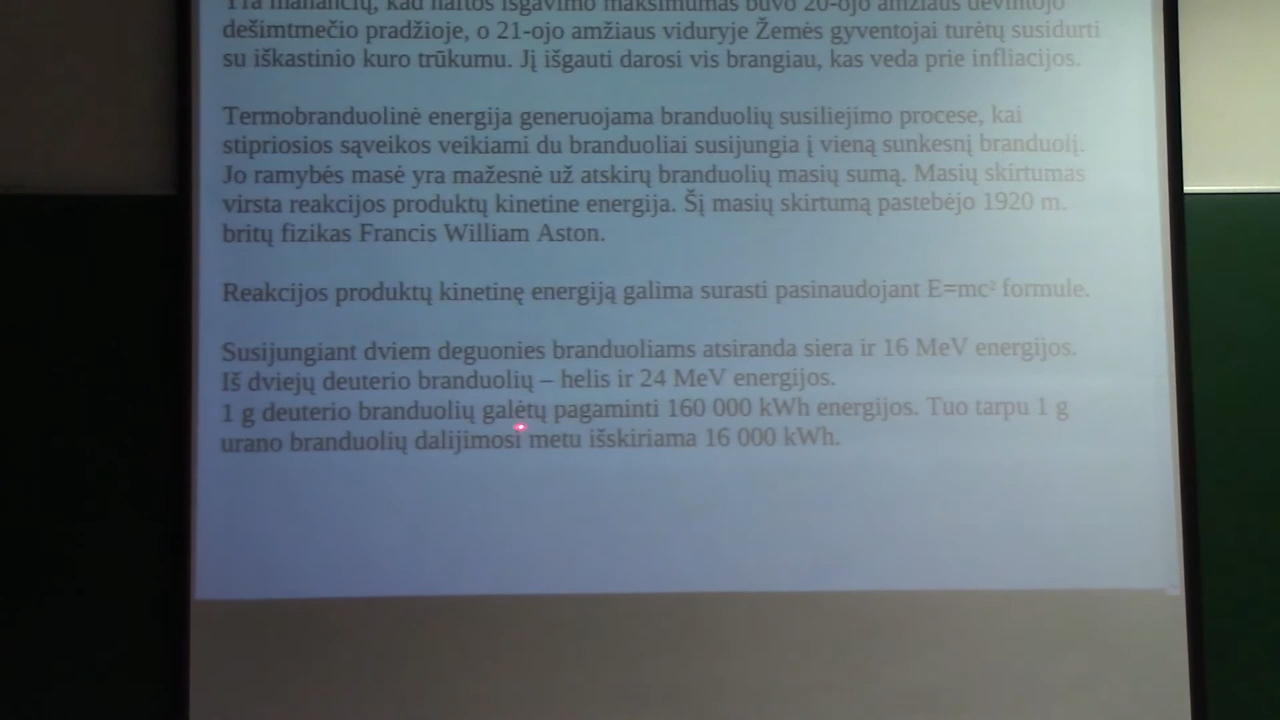 Yra manančių, kad naftos išgavimo maksimumas buvo 20-ojo amžiaus devintojo
dešimtmečio pradžioje, o 21-ojo amžiaus viduryje Žemės gyventojai turėtų susidurti
su iškastinio kuro trūkumu. Jį išgauti darosi vis brangiau, kas veda prie infliacijos.
Termobranduolinė energija generuojama branduolių susiliejimo procese, kai
stipriosios sąveikos veikiami du branduoliai susijungia į vieną sunkesnį branduolį.
Jo ramybės masė yra mažesnė už atskirų branduolių masių sumą. Masių skirtumas
virsta reakcijos produktų kinetine energija. Šį masių skirtumą pastebėjo 1920 m.
britų fizikas Francis William Aston.
Reakcijos produktų kinetinę energiją galima surasti pasinaudojant E=mc² formule.
Susijungiant dviem deguonies branduoliams atsiranda siera ir 16 MeV energijos.
Iš dviejų deuterio branduolių – helis ir 24 MeV energijos.
1 g deuterio branduolių galėtų pagaminti 160 000 kWh energijos. Tuo tarpu 1 g
urano branduolių dalijimosi metu išskiriama 16 000 kWh.